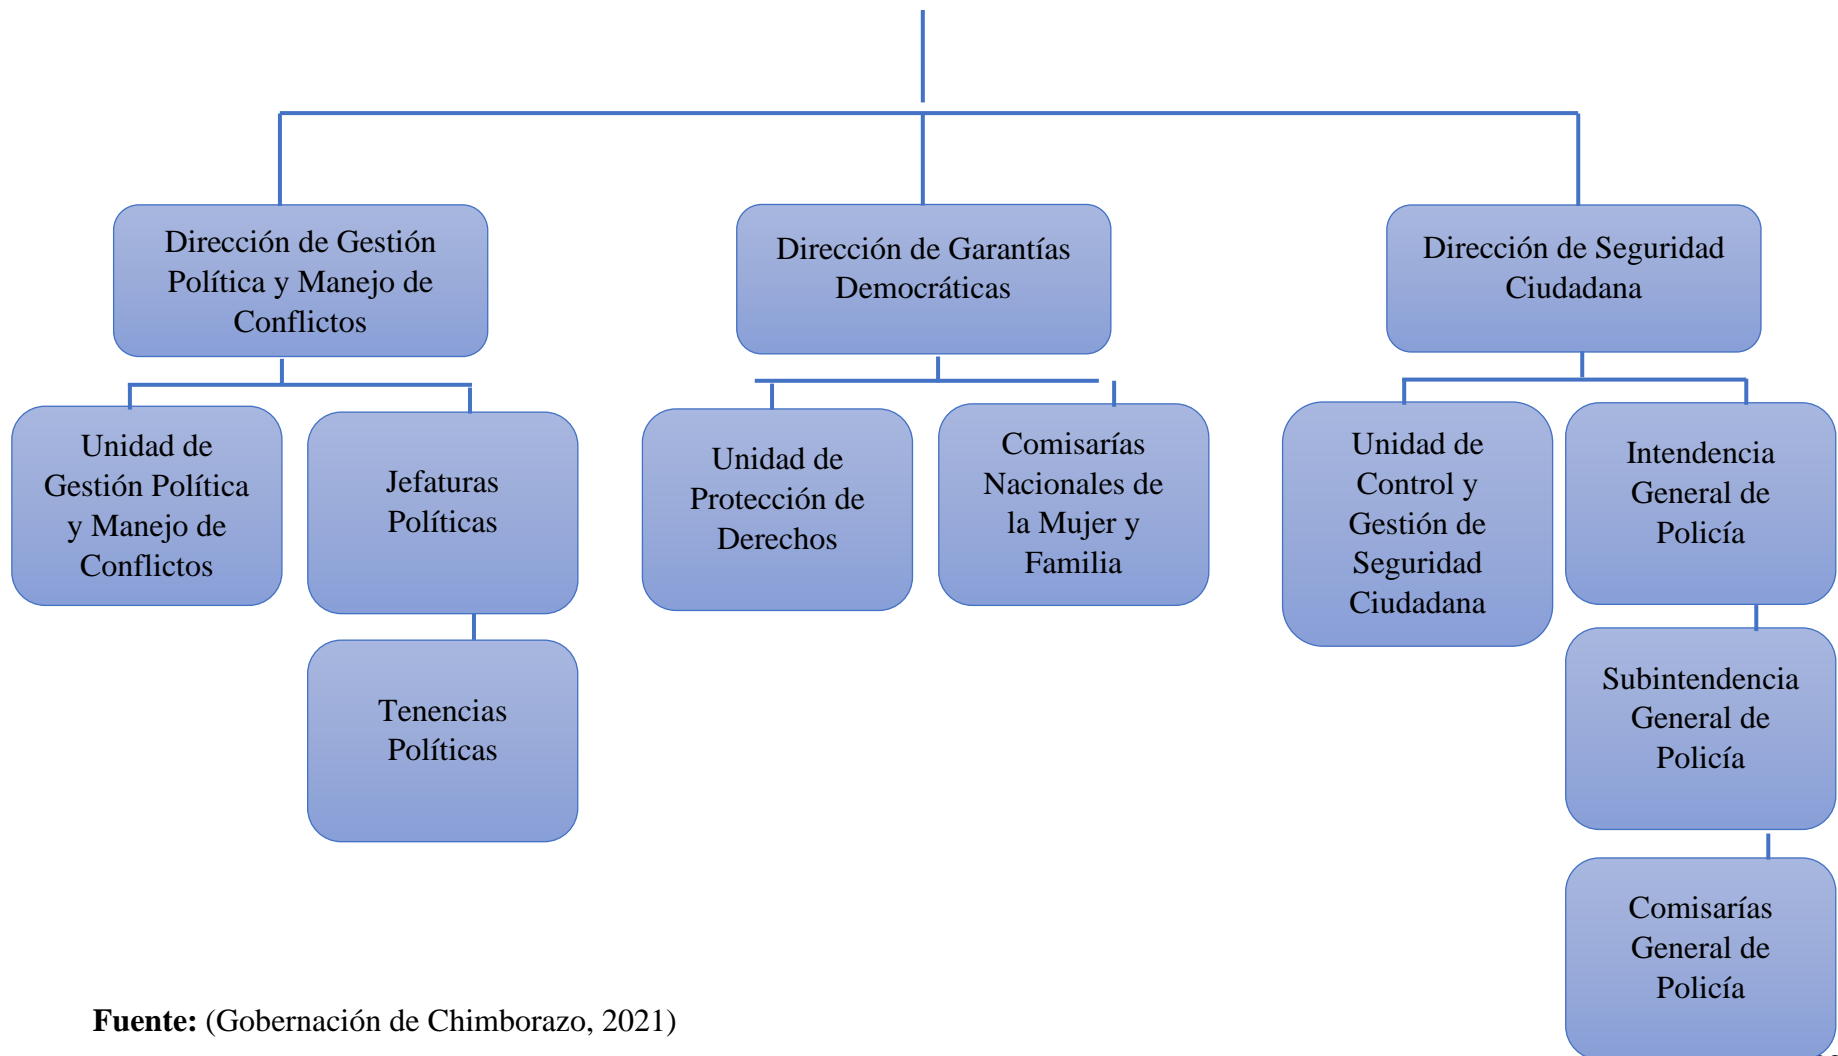 Dirección de Gestión
Política y Manejo de
Conflictos
Dirección de Garantías
Democráticas
Dirección de Seguridad
Ciudadana
Unidad de
Gestión Política
y Manejo de
Conflictos
Jefaturas
Políticas
Unidad de
Protección de
Derechos
Comisarías
Nacionales de
la Mujer y
Familia
Unidad de
Control y
Gestión de
Seguridad
Ciudadana
Intendencia
General de
Policía
Tenencias
Políticas
Subintendencia
General de
Policía
Comisarías
General de
Policía
Fuente: (Gobernación de Chimborazo, 2021)